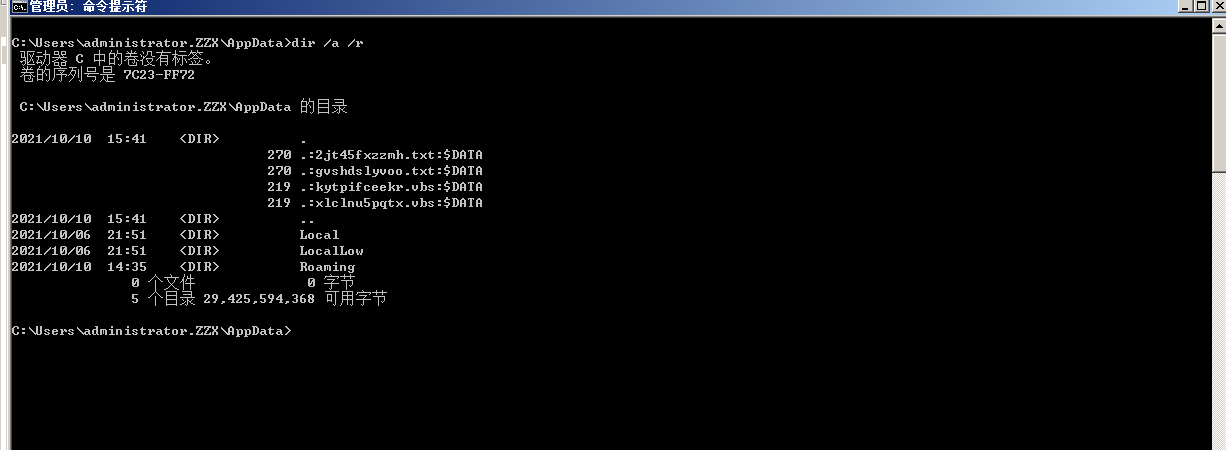 管理员: 命令提示符
C:\Users\administrator.ZZX\AppData>dir /a /r
驱动器 C 中的卷没有标签。
卷的序列号是 7C23-FF72
C:\Users\administrator.ZZX\AppData 的目录
2021/10/10  15:41    <DIR>          .
270 .:2jt45fxzzmh.txt:$DATA
270 .:gvshdslyvoo.txt:$DATA
219 .:kytpifceekr.vbs:$DATA
219 .:xlclnu5pqtx.vbs:$DATA
2021/10/10  15:41    <DIR>          ..
2021/10/06  21:51    <DIR>          Local
2021/10/06  21:51    <DIR>          LocalLow
2021/10/10  14:35    <DIR>          Roaming
0 个文件              0 字节
5 个目录 29,425,594,368 可用字节
C:\Users\administrator.ZZX\AppData>